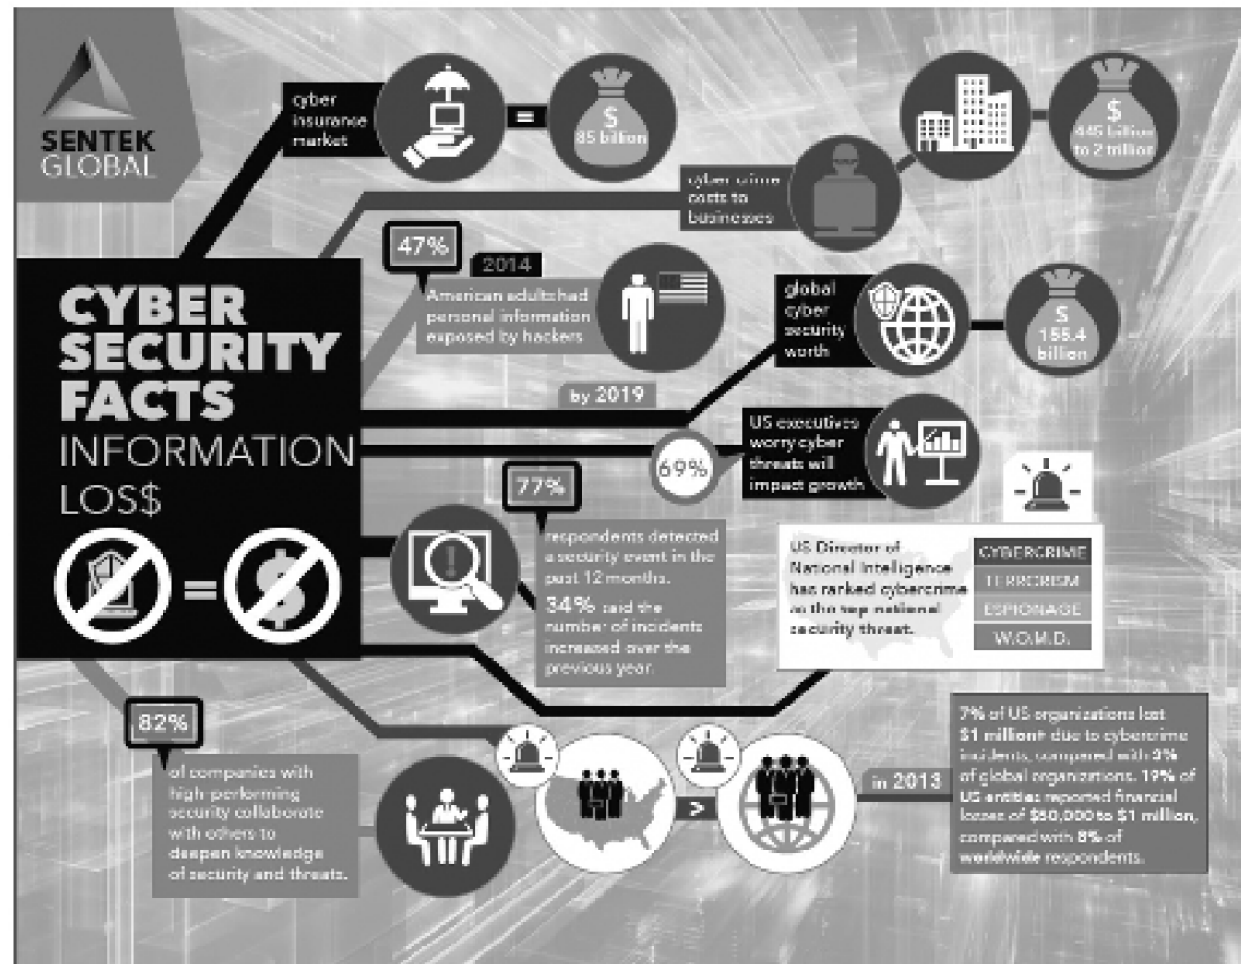 SENTEK
GLOBAL
cyber
insurance
market
=
$
85 billion
cyber crime
costs to
businesses
$
445 billion
to 2 trillion
47%
2014
American adults had
personal information
exposed by hackers
global
cyber
security
worth
$
155.4
billion
by 2019
CYBER
SECURITY
FACTS
INFORMATION
LOS$
=
$
69%
US executives
worry cyber
threats will
impact growth
77%
respondents detected
a security event in the
past 12 months.
34% said the
number of incidents
increased over the
previous year.
US Director of
National Intelligence
has ranked cybercrime
as the top national
security threat.
CYBERCRIME
TERRORISM
ESPIONAGE
W.O.M.D.
82%
of companies with
high-performing
security collaborate
with others to
deepen knowledge
of security and threats.
>
in 2013
7% of US organizations lost
$1 million+ due to cybercrime
incidents, compared with 3%
of global organizations. 19% of
US entities reported financial
losses of $50,000 to $1 million,
compared with 8% of
worldwide respondents.